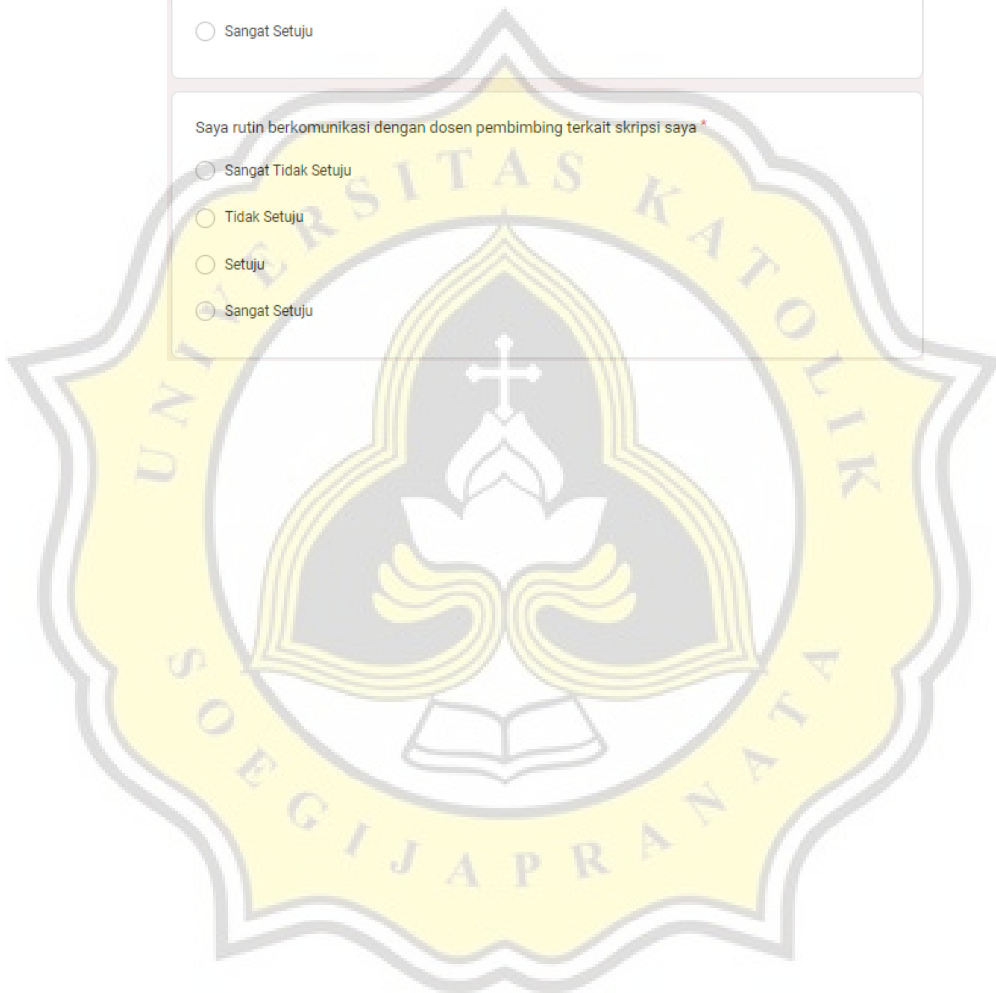 Sangat Setuju
Saya rutin berkomunikasi dengan dosen pembimbing terkait skripsi saya *
Sangat Tidak Setuju
Tidak Setuju
Setuju
Sangat Setuju
UNIVERSITAS KATOLIK
SOEGIJAPRANATA